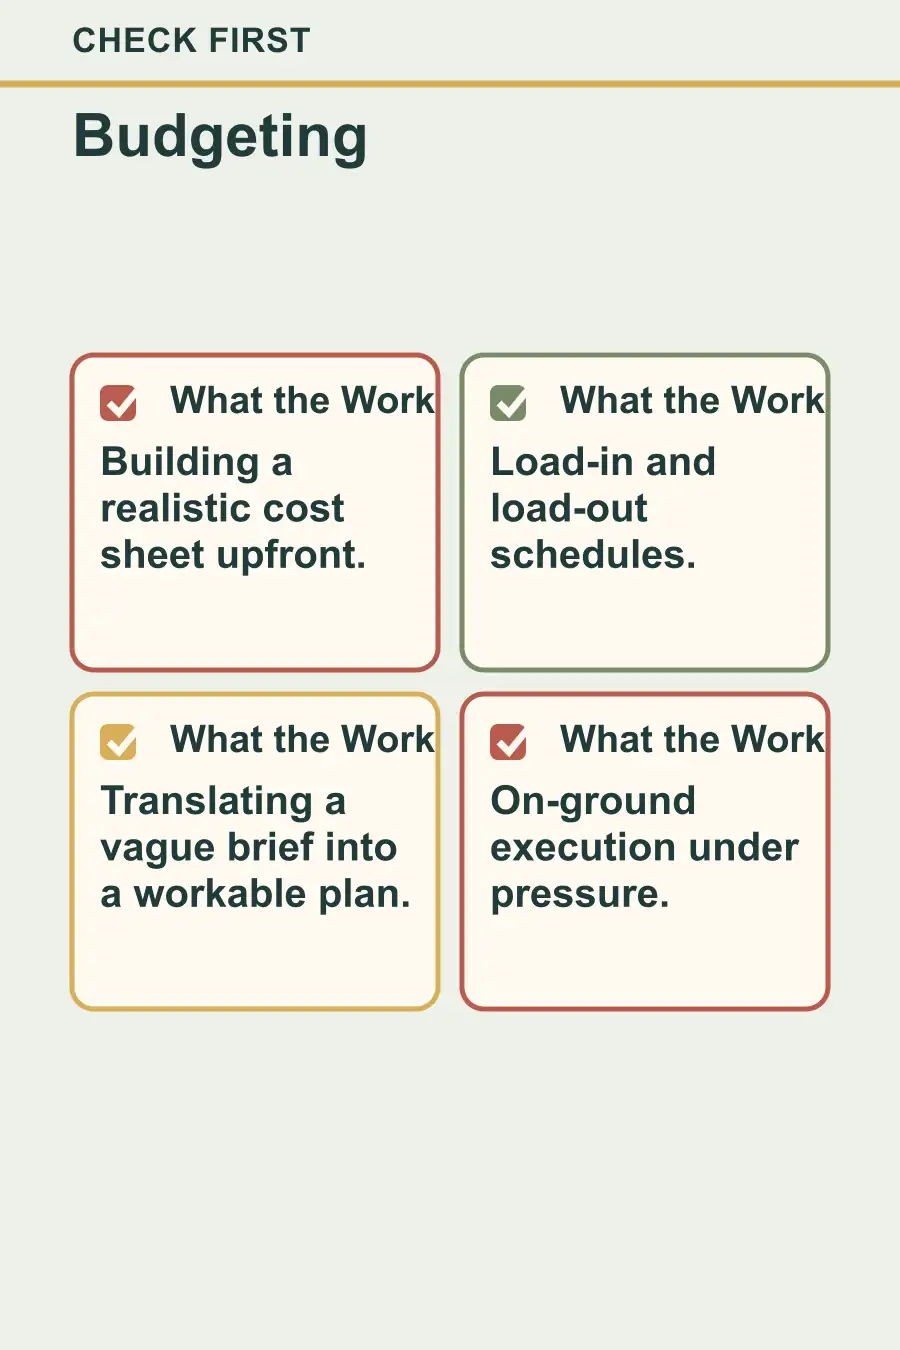 CHECK FIRST
Budgeting
What the Work
Building a
realistic cost
sheet upfront.
What the Work
Load-in and
load-out
schedules.
What the Work
Translating a
vague brief into
a workable plan.
What the Work
On-ground
execution under
pressure.